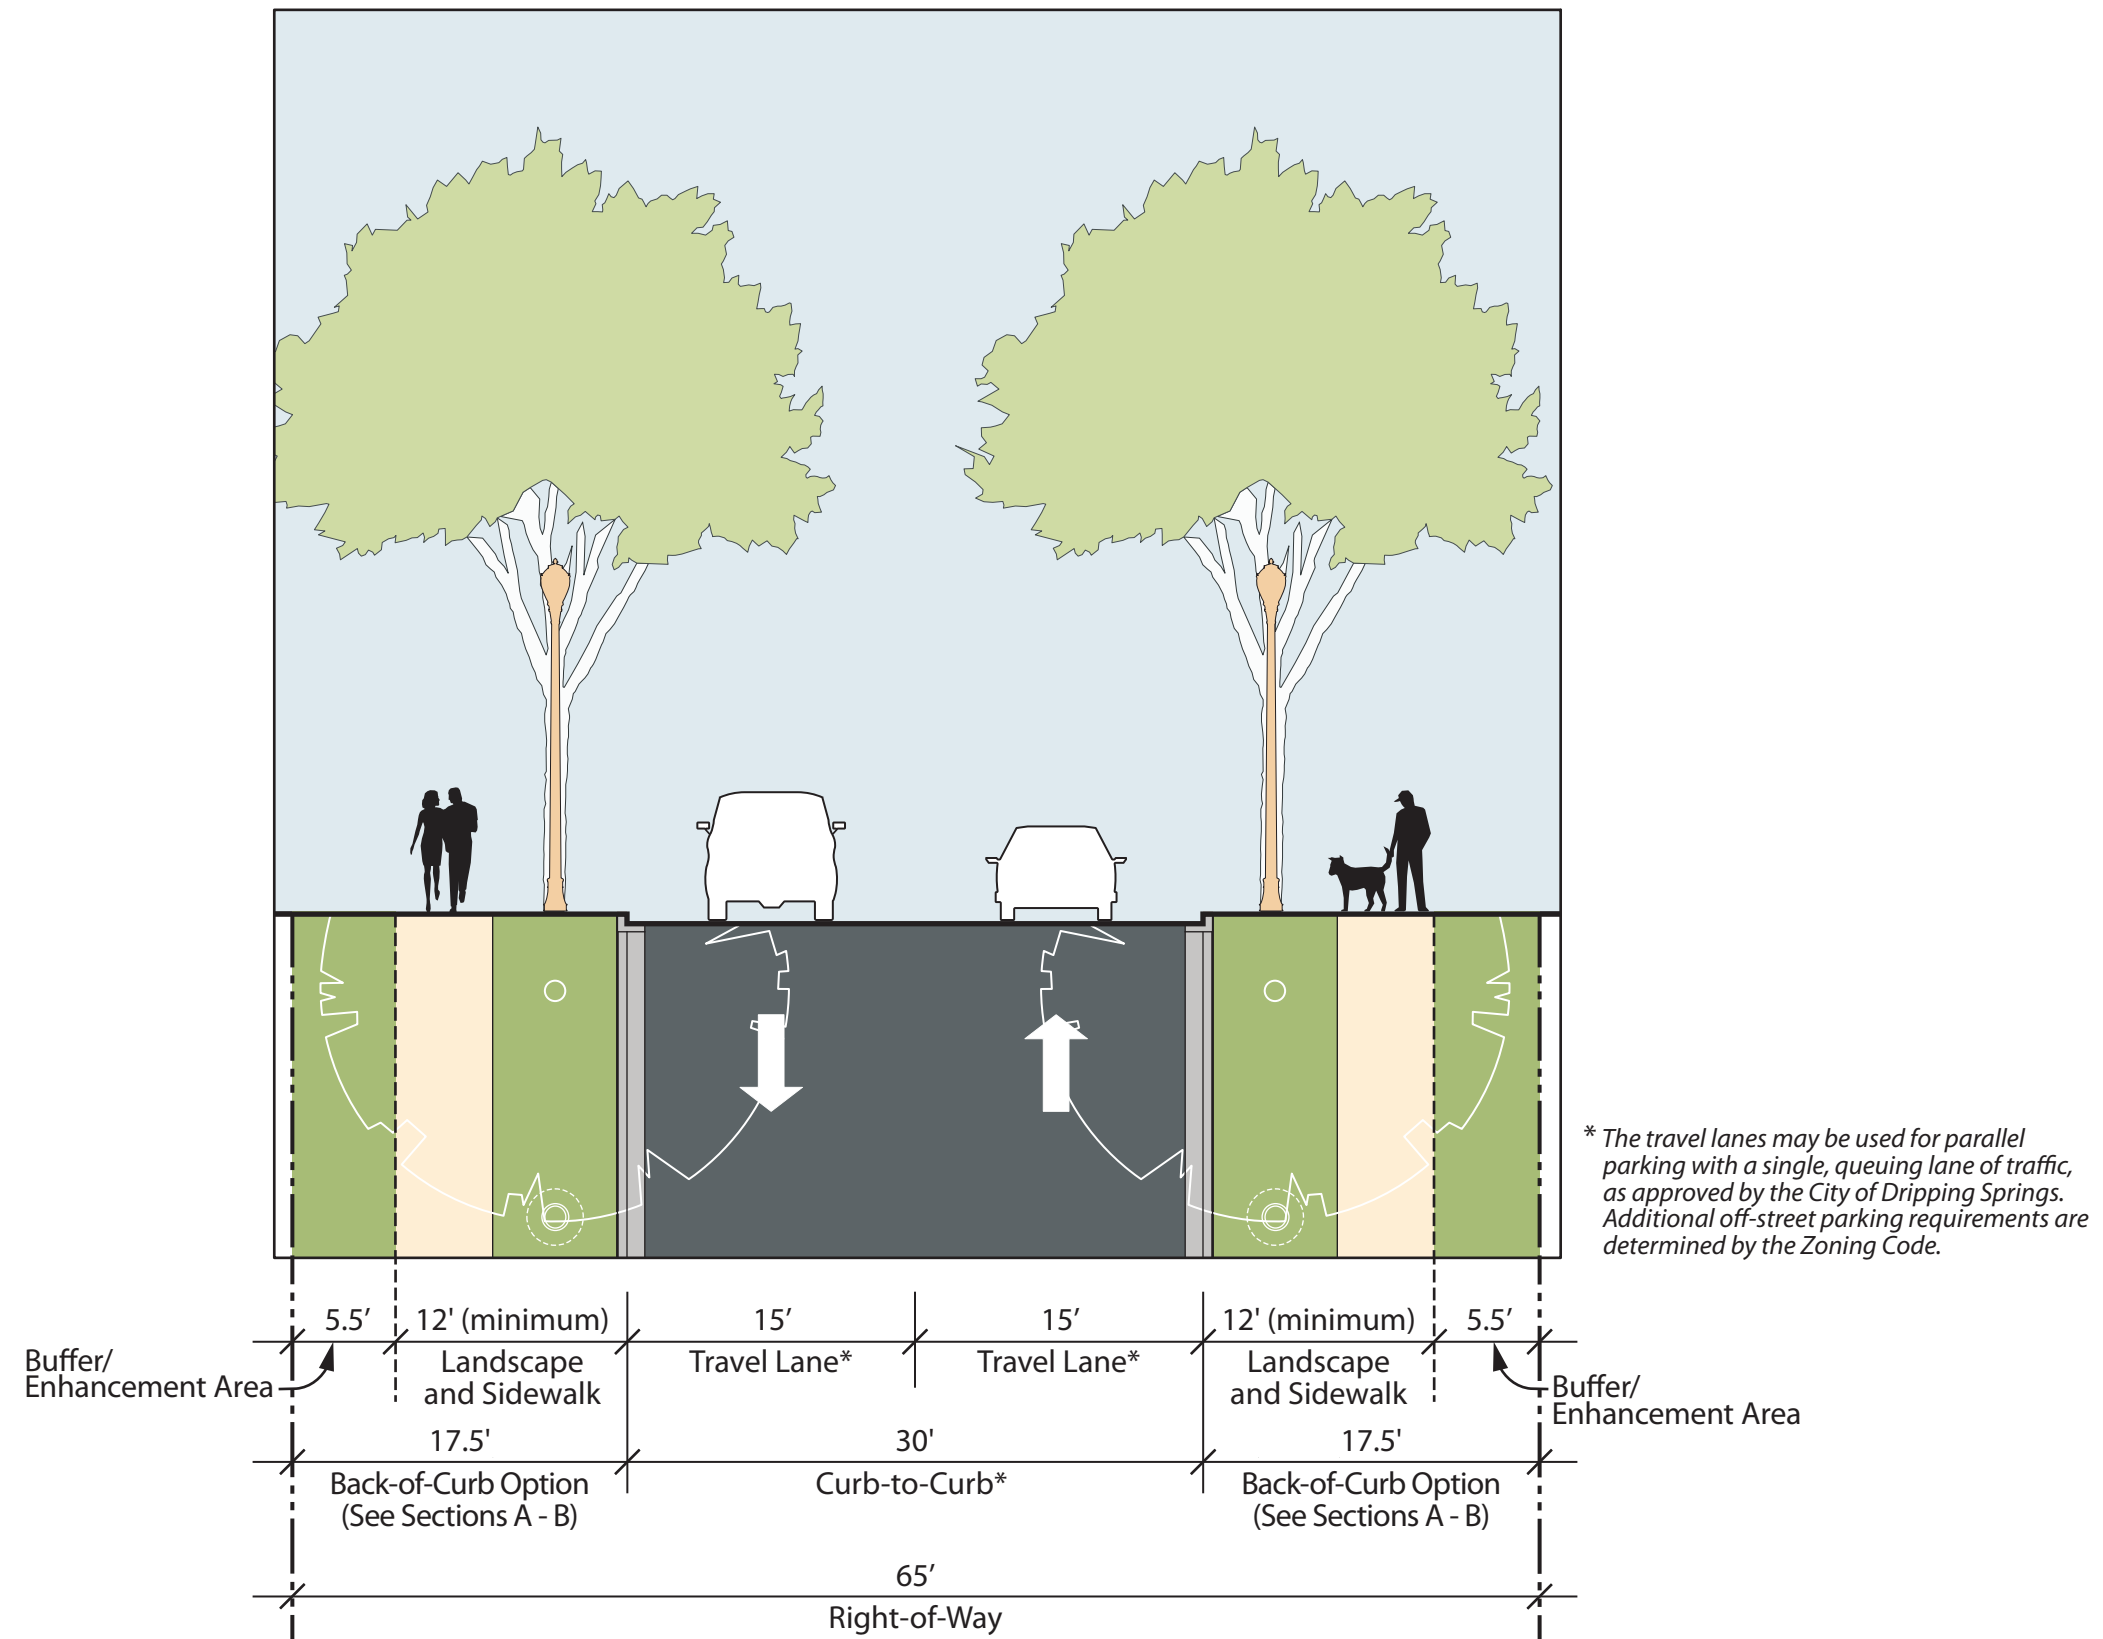 * The travel lanes may be used for parallel
parking with a single, queuing lane of traffic,
as approved by the City of Dripping Springs.
Additional off-street parking requirements are
determined by the Zoning Code.
5.5’
12' (minimum)
15’
15’
12' (minimum)
5.5’
Buffer/
Enhancement Area
Landscape
and Sidewalk
Travel Lane*
Travel Lane*
Landscape
and Sidewalk
Buffer/
Enhancement Area
17.5'
30'
17.5'
Back-of-Curb Option
(See Sections A - B)
Curb-to-Curb*
Back-of-Curb Option
(See Sections A - B)
65’
Right-of-Way